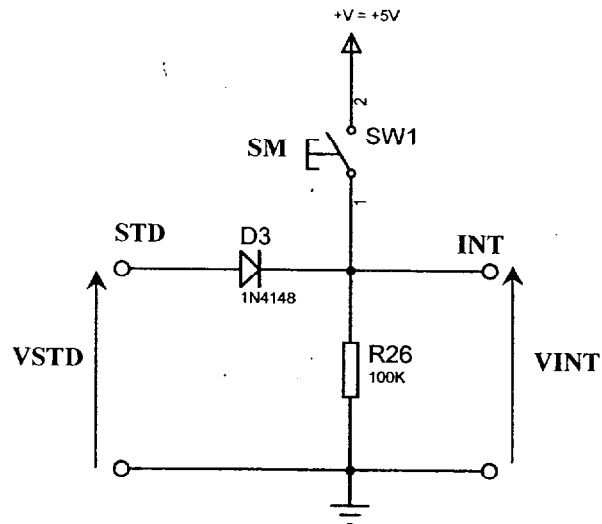 +V = +5V
2
SM
SW1
1
STD
D3
INT
1N4148
R26
100K
VSTD
VINT